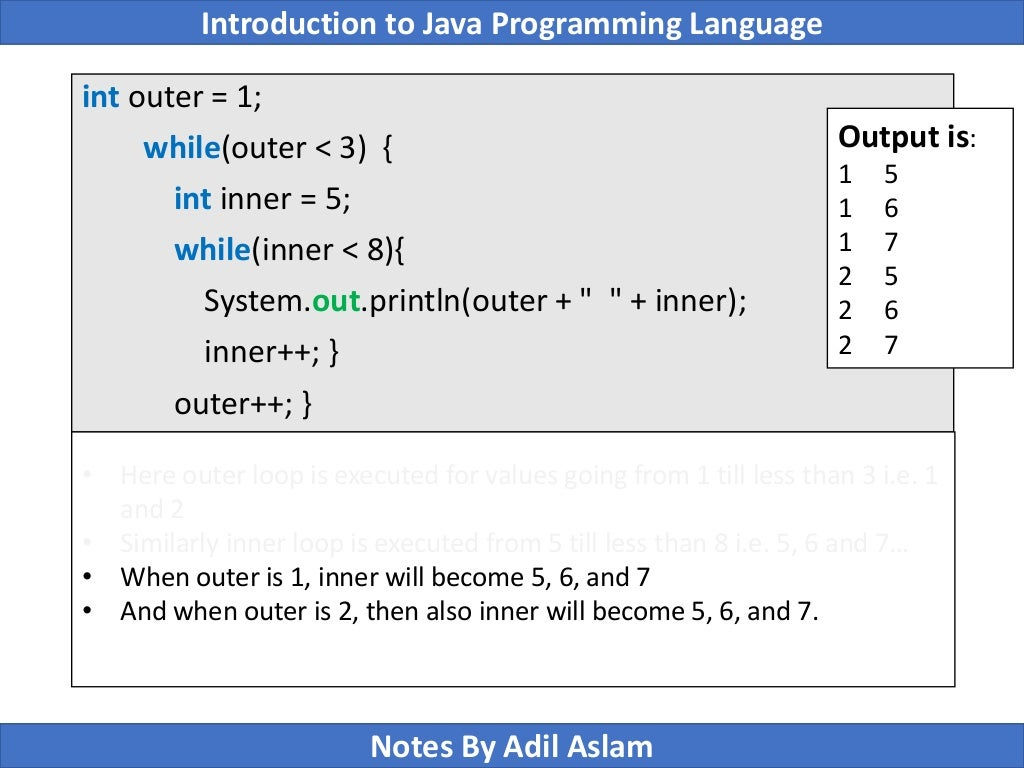 Introduction to Java Programming Language
int outer = 1;
while(outer < 3)  {
int inner = 5;
while(inner < 8){
System.out.println(outer + "  " + inner);
inner++; }
outer++; }
Output is:
1    5
1    6
1    7
2    5
2    6
2    7
• Here outer loop is executed for values going from 1 till less than 3 i.e. 1
and 2
• Similarly inner loop is executed from 5 till less than 8 i.e. 5, 6 and 7...
• When outer is 1, inner will become 5, 6, and 7
• And when outer is 2, then also inner will become 5, 6, and 7.
Notes By Adil Aslam